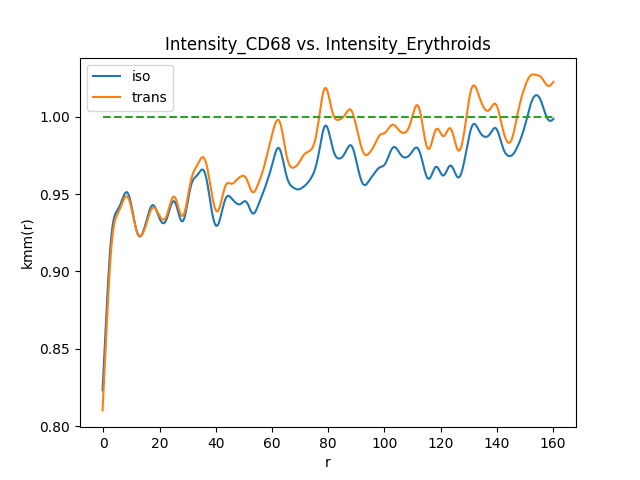 Intensity_CD68 vs. Intensity_Erythroids
iso
trans
1.00
0.95
0.90
0.85
0.80
kmm(r)
0 20 40 60 80 100 120 140 160
r